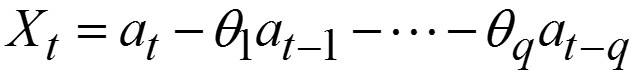 X_t = a_t − θ_1 a_{t−1} − ⋯ − θ_q a_{t−q}